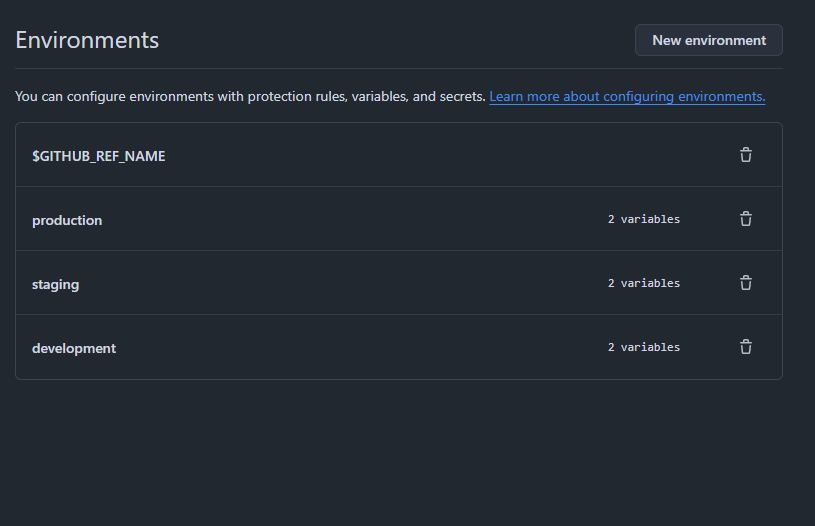 Environments
New environment
You can configure environments with protection rules, variables, and secrets. Learn more about configuring environments.
$GITHUB_REF_NAME
production 2 variables
staging 2 variables
development 2 variables